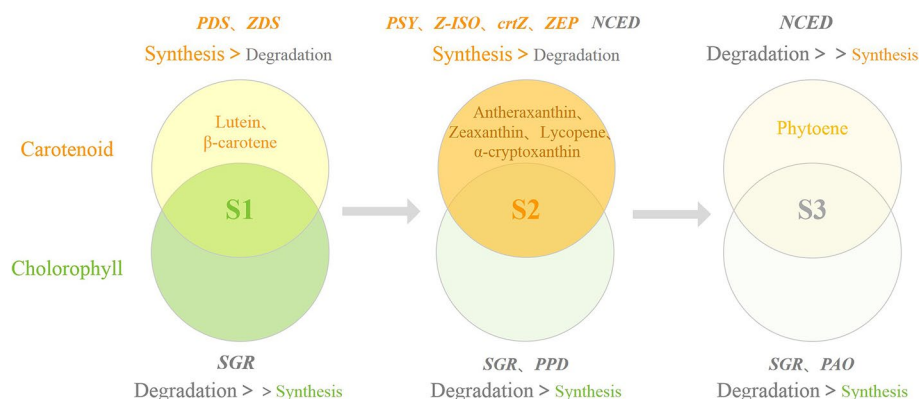 PDS、ZDS
PSY、Z-ISO、crtZ、ZEP NCED
NCED
Synthesis > Degradation
Synthesis > Degradation
Degradation > > Synthesis
Carotenoid
Lutein、
β-carotene
Antheraxanthin、
Zeaxanthin、Lycopene、
α-cryptoxanthin
Phytoene
S1
S2
S3
Cholorophyll
SGR
SGR、PPD
SGR、PAO
Degradation > > Synthesis
Degradation > Synthesis
Degradation > Synthesis